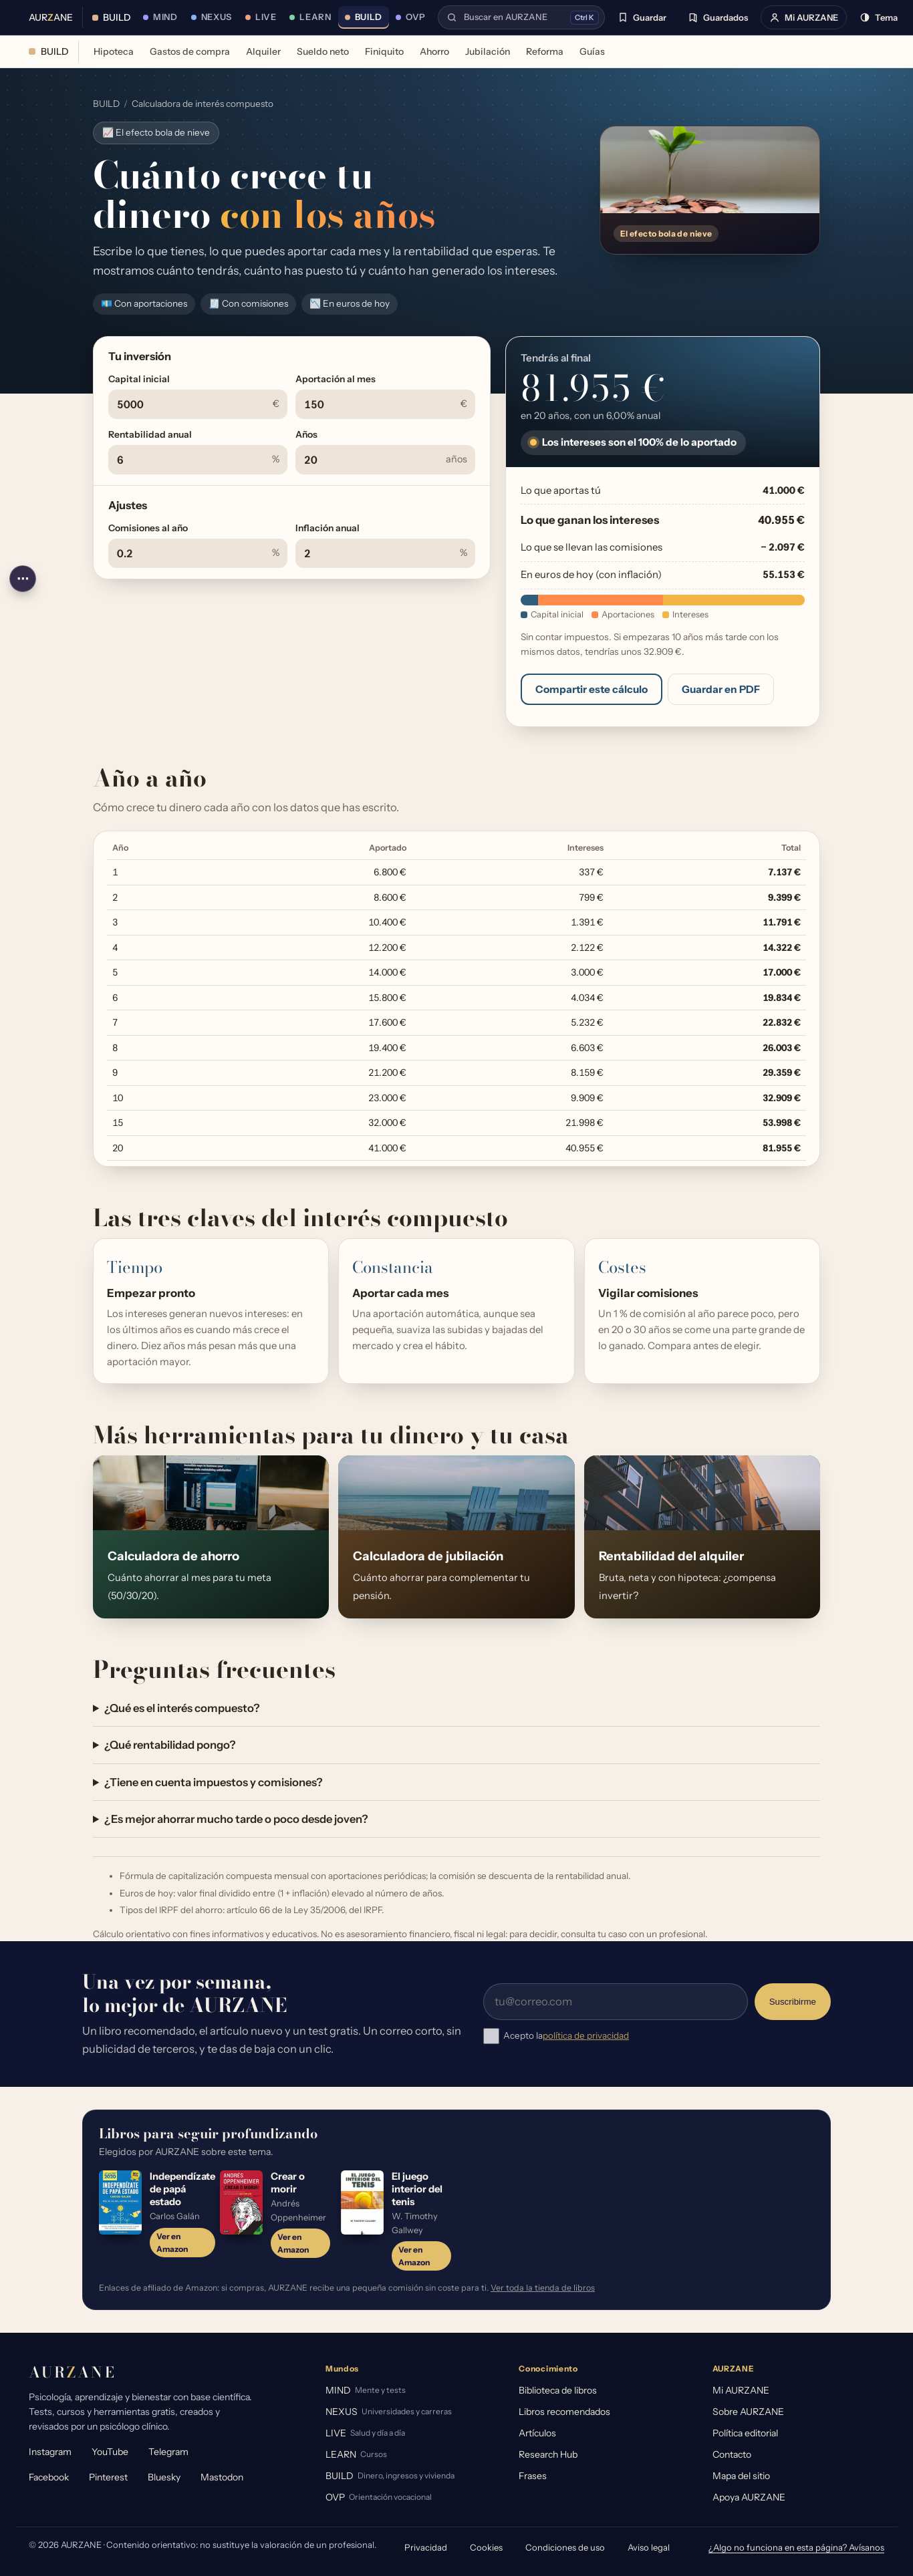 AURZANE BUILD MIND NEXUS LIVE LEARN BUILD OVP Buscar en AURZANE Ctrl K Guardar Guardados Mi AURZANE Tema
BUILD Hipoteca Gastos de compra Alquiler Sueldo neto Finiquito Ahorro Jubilación Reforma Guías
BUILD / Calculadora de interés compuesto
📈 El efecto bola de nieve
Cuánto crece tu
dinero con los años
Escribe lo que tienes, lo que puedes aportar cada mes y la rentabilidad que esperas. Te
mostramos cuánto tendrás, cuánto has puesto tú y cuánto han generado los intereses.
💶 Con aportaciones 🧾 Con comisiones 📉 En euros de hoy
El efecto bola de nieve
Tu inversión
Capital inicial Aportación al mes
5000 € 150 €
Rentabilidad anual Años
6 % 20 años
Ajustes
Comisiones al año Inflación anual
0.2 % 2 %
Tendrás al final
81.955 €
en 20 años, con un 6,00% anual
Los intereses son el 100% de lo aportado
Lo que aportas tú 41.000 €
Lo que ganan los intereses 40.955 €
Lo que se llevan las comisiones − 2.097 €
En euros de hoy (con inflación) 55.153 €
Capital inicial Aportaciones Intereses
Sin contar impuestos. Si empezaras 10 años más tarde con los
mismos datos, tendrías unos 32.909 €.
Compartir este cálculo Guardar en PDF
Año a año
Cómo crece tu dinero cada año con los datos que has escrito.
Año Aportado Intereses Total
1 6.800 € 337 € 7.137 €
2 8.600 € 799 € 9.399 €
3 10.400 € 1.391 € 11.791 €
4 12.200 € 2.122 € 14.322 €
5 14.000 € 3.000 € 17.000 €
6 15.800 € 4.034 € 19.834 €
7 17.600 € 5.232 € 22.832 €
8 19.400 € 6.603 € 26.003 €
9 21.200 € 8.159 € 29.359 €
10 23.000 € 9.909 € 32.909 €
15 32.000 € 21.998 € 53.998 €
20 41.000 € 40.955 € 81.955 €
Las tres claves del interés compuesto
Tiempo
Empezar pronto
Los intereses generan nuevos intereses: en
los últimos años es cuando más crece el
dinero. Diez años más pesan más que una
aportación mayor.
Constancia
Aportar cada mes
Una aportación automática, aunque sea
pequeña, suaviza las subidas y bajadas del
mercado y crea el hábito.
Costes
Vigilar comisiones
Un 1 % de comisión al año parece poco, pero
en 20 o 30 años se come una parte grande de
lo ganado. Compara antes de elegir.
Más herramientas para tu dinero y tu casa
Calculadora de ahorro
Cuánto ahorrar al mes para tu meta
(50/30/20).
Calculadora de jubilación
Cuánto ahorrar para complementar tu
pensión.
Rentabilidad del alquiler
Bruta, neta y con hipoteca: ¿compensa
invertir?
Preguntas frecuentes
¿Qué es el interés compuesto?
¿Qué rentabilidad pongo?
¿Tiene en cuenta impuestos y comisiones?
¿Es mejor ahorrar mucho tarde o poco desde joven?
• Fórmula de capitalización compuesta mensual con aportaciones periódicas; la comisión se descuenta de la rentabilidad anual.
• Euros de hoy: valor final dividido entre (1 + inflación) elevado al número de años.
• Tipos del IRPF del ahorro: artículo 66 de la Ley 35/2006, del IRPF.
Cálculo orientativo con fines informativos y educativos. No es asesoramiento financiero, fiscal ni legal: para decidir, consulta tu caso con un profesional.
Una vez por semana,
lo mejor de AURZANE
Un libro recomendado, el artículo nuevo y un test gratis. Un correo corto, sin
publicidad de terceros, y te das de baja con un clic.
tu@correo.com Suscribirme
Acepto la política de privacidad
Libros para seguir profundizando
Elegidos por AURZANE sobre este tema.
Independízate
de papá
estado
Carlos Galán
Ver en
Amazon
Crear o
morir
Andrés
Oppenheimer
Ver en
Amazon
El juego
interior del
tenis
W. Timothy
Gallwey
Ver en
Amazon
Enlaces de afiliado de Amazon: si compras, AURZANE recibe una pequeña comisión sin coste para ti. Ver toda la tienda de libros
AURZANE
Psicología, aprendizaje y bienestar con base científica.
Tests, cursos y herramientas gratis, creados y
revisados por un psicólogo clínico.
Instagram YouTube Telegram
Facebook Pinterest Bluesky Mastodon
Mundos
MIND Mente y tests
NEXUS Universidades y carreras
LIVE Salud y día a día
LEARN Cursos
BUILD Dinero, ingresos y vivienda
OVP Orientación vocacional
Conocimiento
Biblioteca de libros
Libros recomendados
Artículos
Research Hub
Frases
AURZANE
Mi AURZANE
Sobre AURZANE
Política editorial
Contacto
Mapa del sitio
Apoya AURZANE
© 2026 AURZANE · Contenido orientativo: no sustituye la valoración de un profesional. Privacidad Cookies Condiciones de uso Aviso legal ¿Algo no funciona en esta página? Avísanos